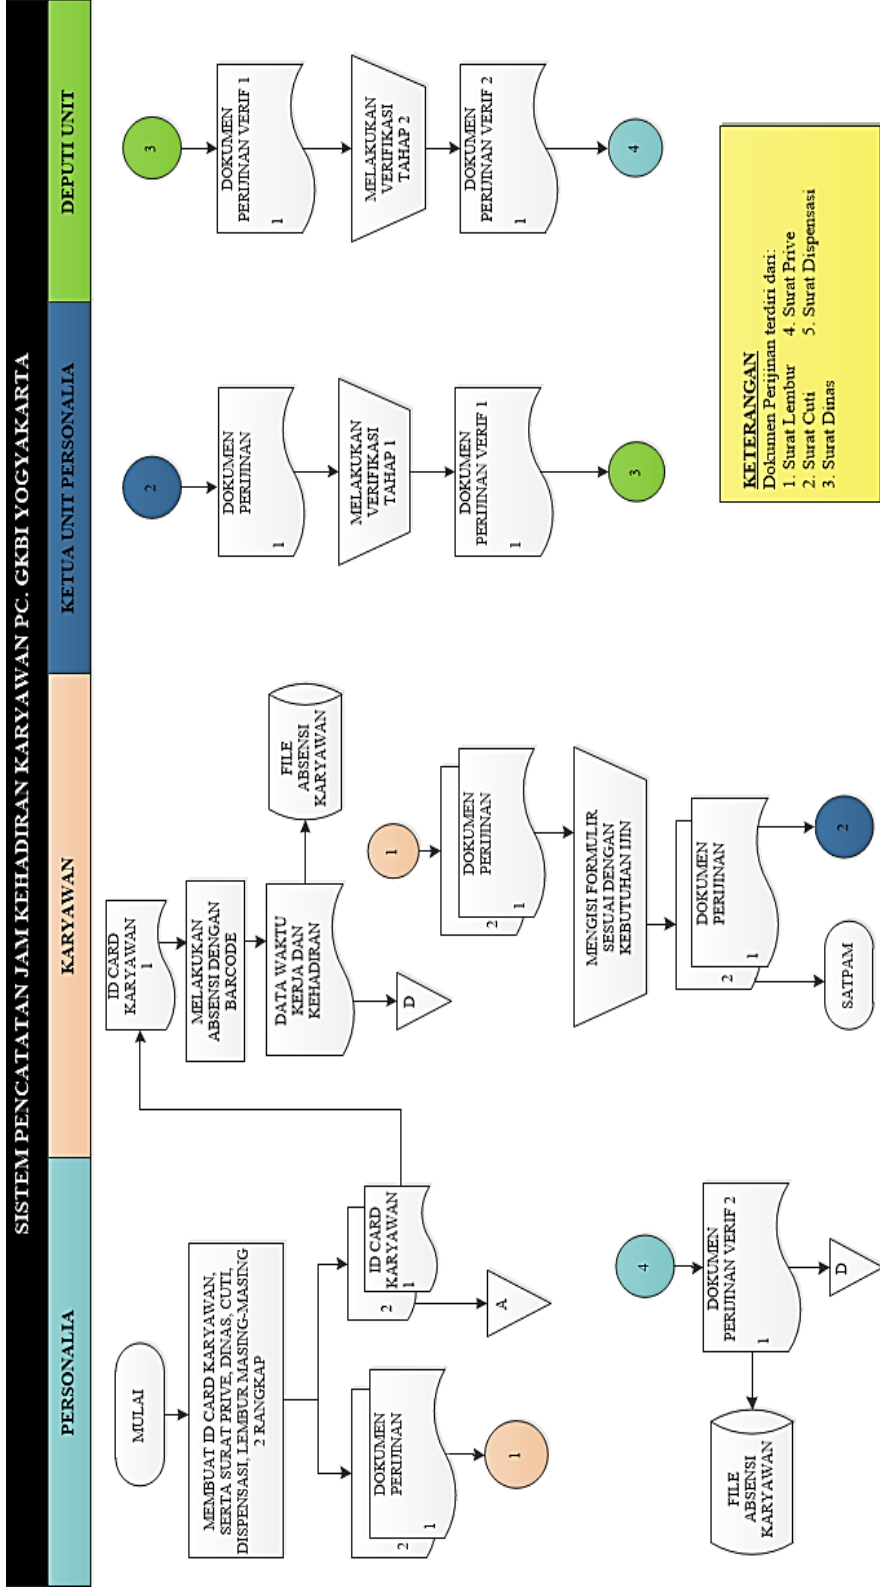 SISTEM PENCATATAN JAM KEHADIRAN KARYAWAN PC. GKBI YOGYAKARTA
PERSONALIA
KARYAWAN
KETUA UNIT PERSONALIA
DEPUTI UNIT
MULAI
MEMBUAT ID CARD KARYAWAN,
SERTA SURAT PRIVE, DINAS, CUTI,
DISPENSASI, LEMBUR MASING-MASING
2 RANGKAP
DOKUMEN
PERIJINAN
1
2
1
ID CARD
KARYAWAN
1
2
A
4
DOKUMEN
PERIJINAN VERIF 2
1
D
FILE
ABSENSI
KARYAWAN
ID CARD
KARYAWAN
1
MELAKUKAN
ABSENSI DENGAN
BARCODE
DATA WAKTU
KERJA DAN
KEHADIRAN
D
FILE
ABSENSI
KARYAWAN
1
DOKUMEN
PERIJINAN
1
2
MENGISI FORMULIR
SESUAI DENGAN
KEBUTUHAN IJIN
DOKUMEN
PERIJINAN
1
2
SATPAM
2
2
DOKUMEN
PERIJINAN
1
MELAKUKAN
VERIFIKASI
TAHAP 1
DOKUMEN
PERIJINAN VERIF 1
1
3
3
DOKUMEN
PERIJINAN VERIF 1
1
MELAKUKAN
VERIFIKASI
TAHAP 2
DOKUMEN
PERIJINAN VERIF 2
1
4
KETERANGAN
Dokumen Perijinan terdiri dari:
1. Surat Lembur 4. Surat Prive
2. Surat Cuti 5. Surat Dispensasi
3. Surat Dinas